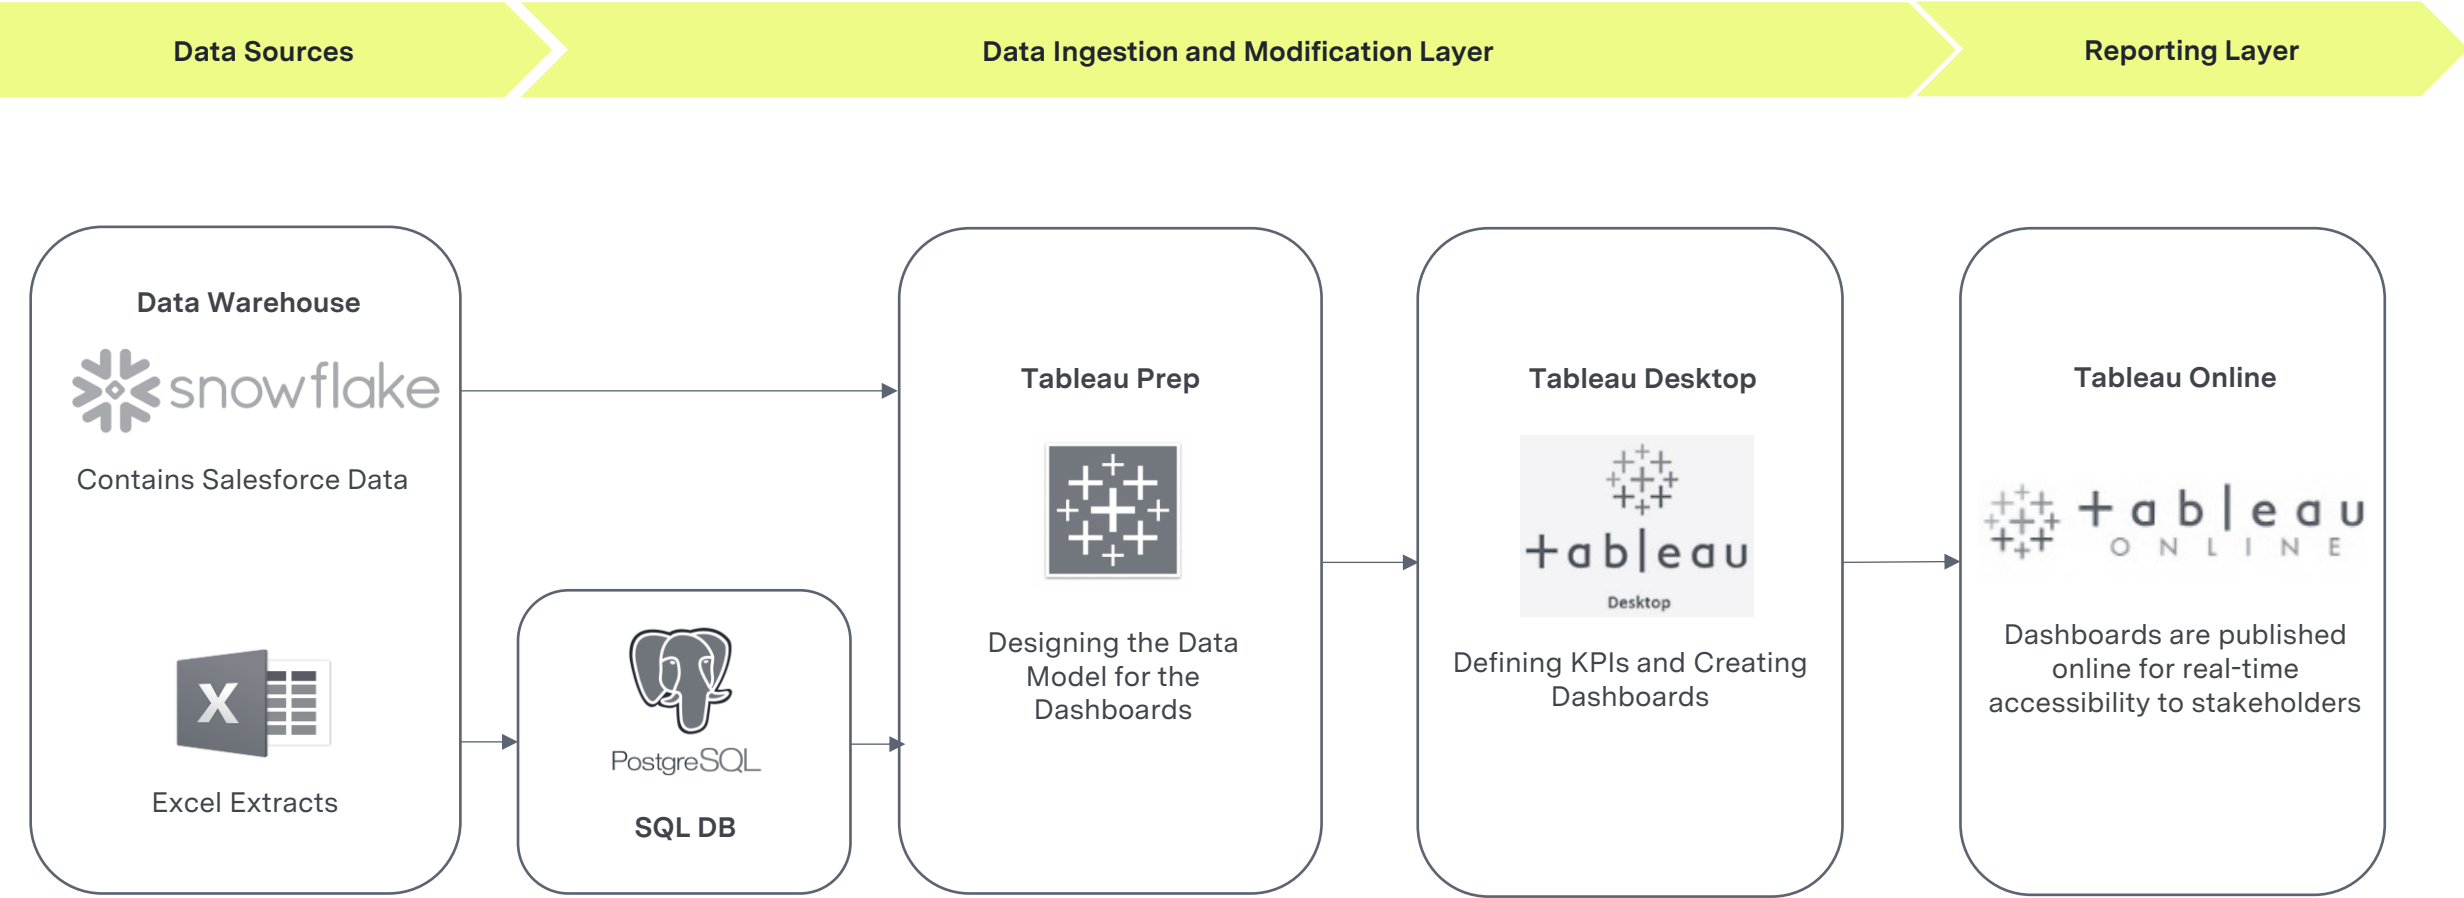 Data Sources
Data Ingestion and Modification Layer
Reporting Layer
Data Warehouse
snowflake
Contains Salesforce Data
X
Excel Extracts
PostgreSQL
SQL DB
Tableau Prep
Designing the Data
Model for the
Dashboards
Tableau Desktop
+ableau
Desktop
Defining KPIs and Creating
Dashboards
Tableau Online
+ableau
ONLINE
Dashboards are published
online for real-time
accessibility to stakeholders